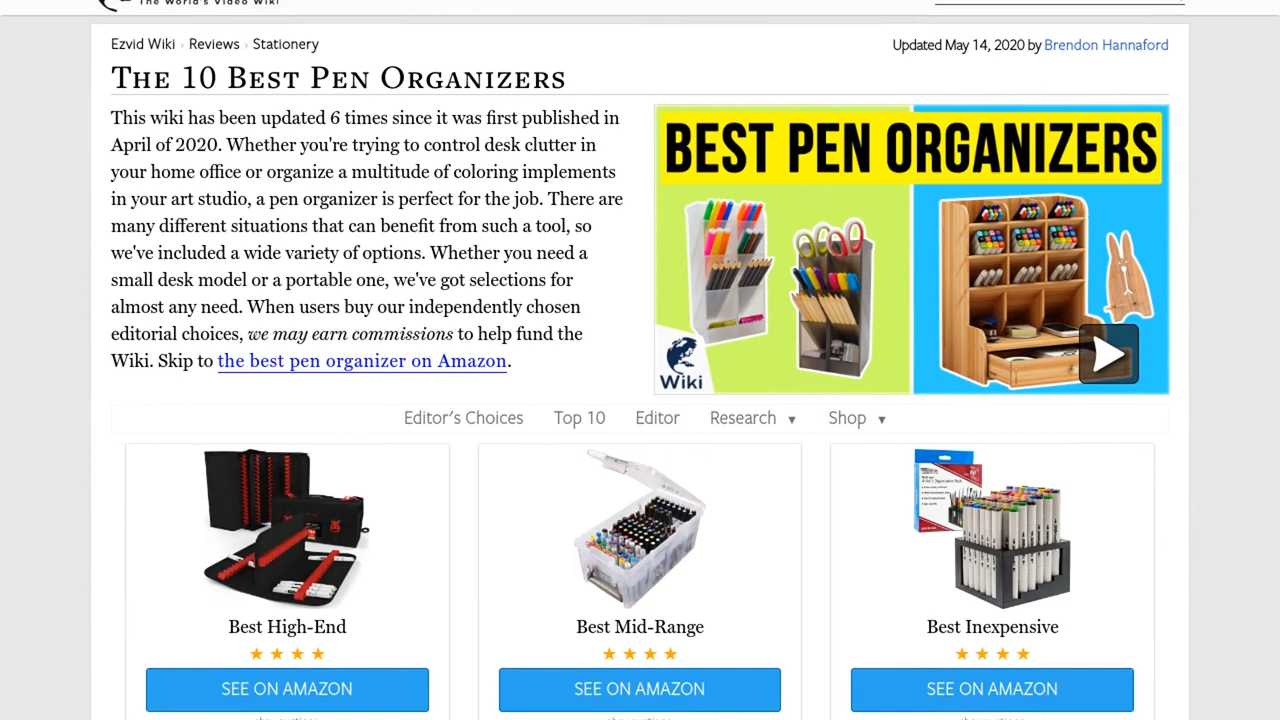 The World's Video Wiki
Ezvid Wiki › Reviews › Stationery
Updated May 14, 2020 by Brendon Hannaford
The 10 Best Pen Organizers
This wiki has been updated 6 times since it was first published in
April of 2020. Whether you're trying to control desk clutter in
your home office or organize a multitude of coloring implements
in your art studio, a pen organizer is perfect for the job. There are
many different situations that can benefit from such a tool, so
we've included a wide variety of options. Whether you need a
small desk model or a portable one, we've got selections for
almost any need. When users buy our independently chosen
editorial choices, we may earn commissions to help fund the
Wiki. Skip to the best pen organizer on Amazon.
BEST PEN ORGANIZERS
Wiki
Editor's Choices Top 10 Editor Research ▼ Shop ▼
Best High-End
Best Mid-Range
Best Inexpensive
SEE ON AMAZON
SEE ON AMAZON
SEE ON AMAZON